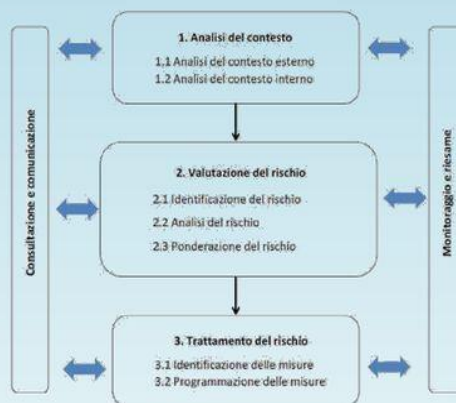 Consultazione e comunicazione
1. Analisi del contesto
1.1 Analisi del contesto esterno
1.2 Analisi del contesto interno
2. Valutazione del rischio
2.1 Identificazione del rischio
2.2 Analisi del rischio
2.3 Ponderazione del rischio
3. Trattamento del rischio
3.1 Identificazione delle misure
3.2 Programmazione delle misure
Monitoraggio e riesame